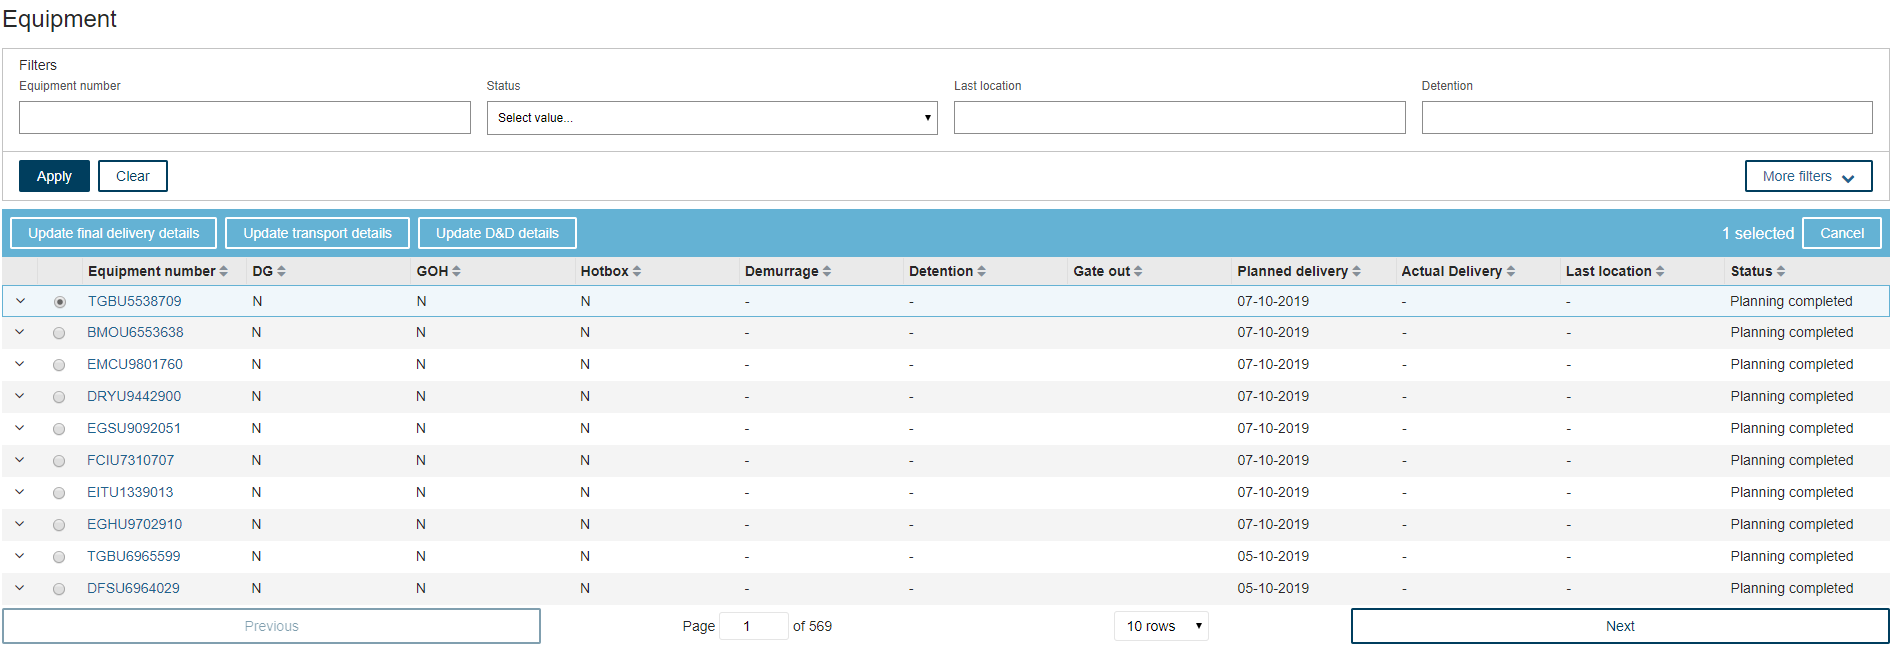 Equipment
Filters
Equipment number Status Last location Detention
Select value...
Apply Clear More filters
Update final delivery details Update transport details Update D&D details 1 selected Cancel
Equipment number DG GOH Hotbox Demurrage Detention Gate out Planned delivery Actual Delivery Last location Status
TGBU5538709 N N N - - 07-10-2019 - - Planning completed
BMOU6553638 N N N - - 07-10-2019 - - Planning completed
EMCU9801760 N N N - - 07-10-2019 - - Planning completed
DRYU9442900 N N N - - 07-10-2019 - - Planning completed
EGSU9092051 N N N - - 07-10-2019 - - Planning completed
FCIU7310707 N N N - - 07-10-2019 - - Planning completed
EITU1339013 N N N - - 07-10-2019 - - Planning completed
EGHU9702910 N N N - - 07-10-2019 - - Planning completed
TGBU6965599 N N N - - 05-10-2019 - - Planning completed
DFSU6964029 N N N - - 05-10-2019 - - Planning completed
Previous Page 1 of 569 10 rows Next